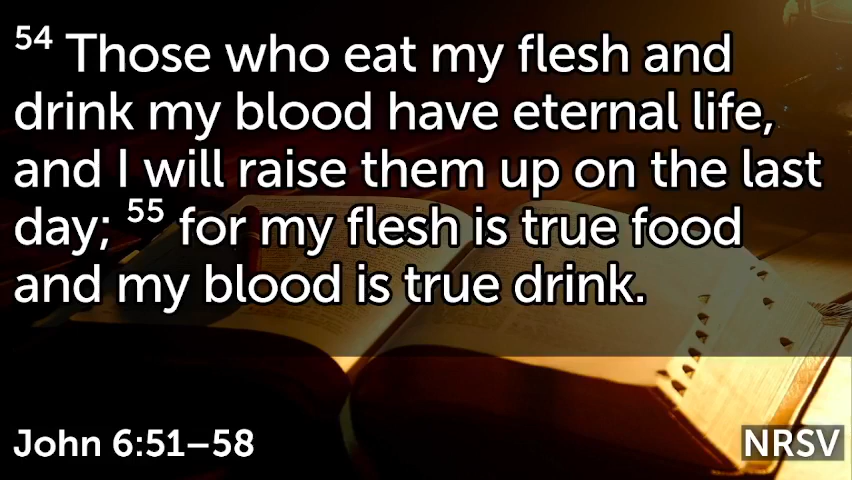 54 Those who eat my flesh and
drink my blood have eternal life,
and I will raise them up on the last
day; 55 for my flesh is true food
and my blood is true drink.
John 6:51–58
NRSV